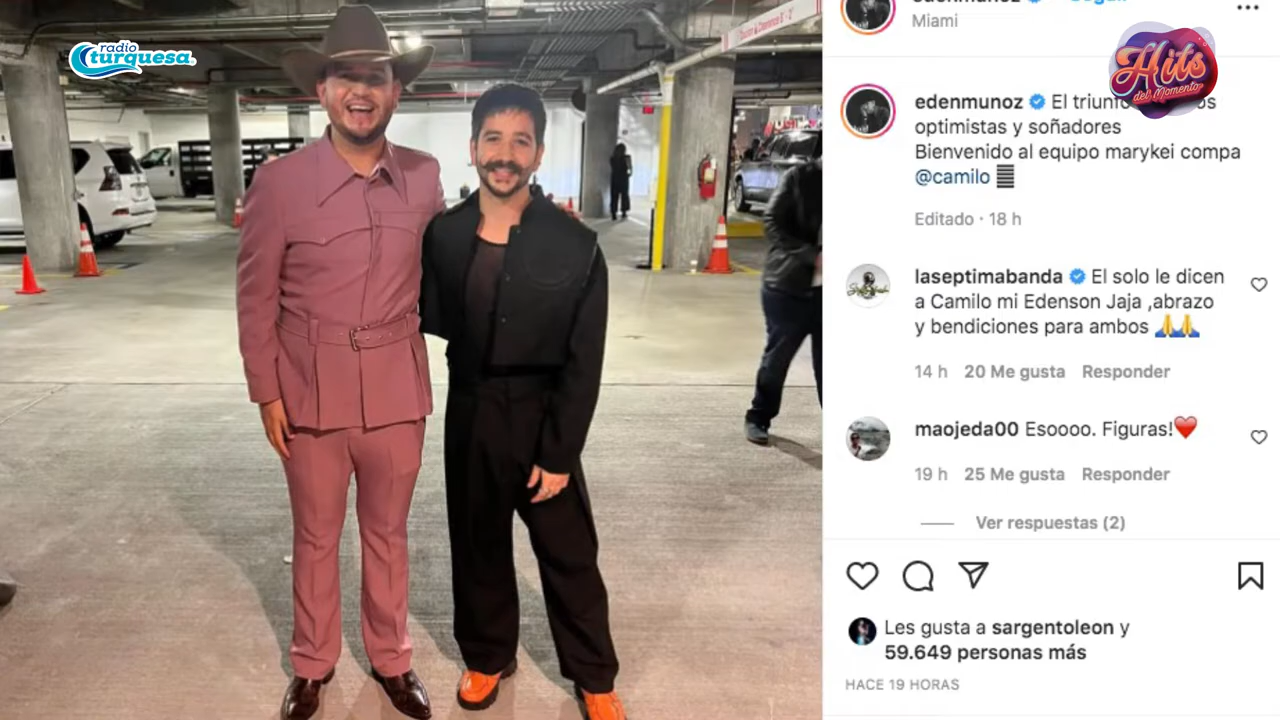 radio
turquesa
Miami
Hits
del Momento
edenmunoz El triunfo
optimistas y soñadores
Bienvenido al equipo marykei compa
@camilo
Editado · 18 h
laseptimabanda El solo le dicen
a Camilo mi Edenson Jaja ,abrazo
y bendiciones para ambos 🙏🙏
14 h 20 Me gusta Responder
maojeda00 Esoooo. Figuras!❤️
19 h 25 Me gusta Responder
Ver respuestas (2)
Les gusta a sargentoleon y
59.649 personas más
HACE 19 HORAS